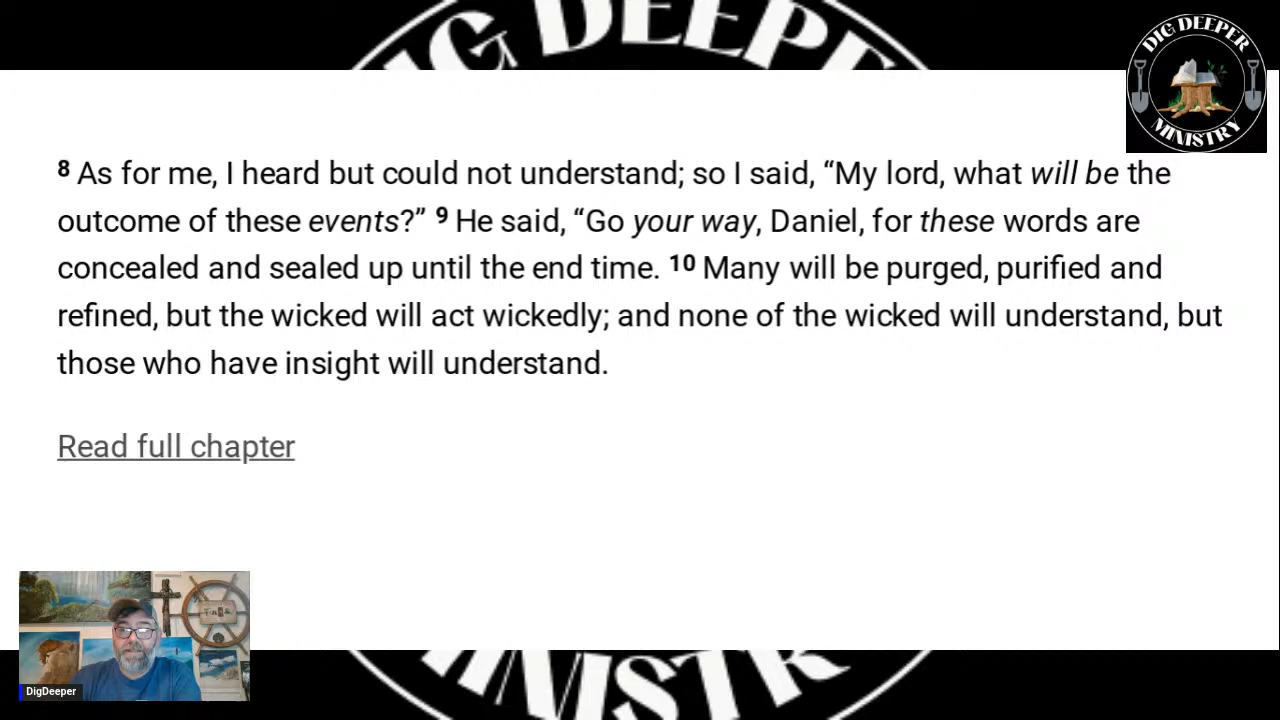 DIG DEEPER
DIG DEEPER
MINISTRY
8 As for me, I heard but could not understand; so I said, “My lord, what will be the
outcome of these events?” 9 He said, “Go your way, Daniel, for these words are
concealed and sealed up until the end time. 10 Many will be purged, purified and
refined, but the wicked will act wickedly; and none of the wicked will understand, but
those who have insight will understand.
Read full chapter
DigDeeper
MINISTRY